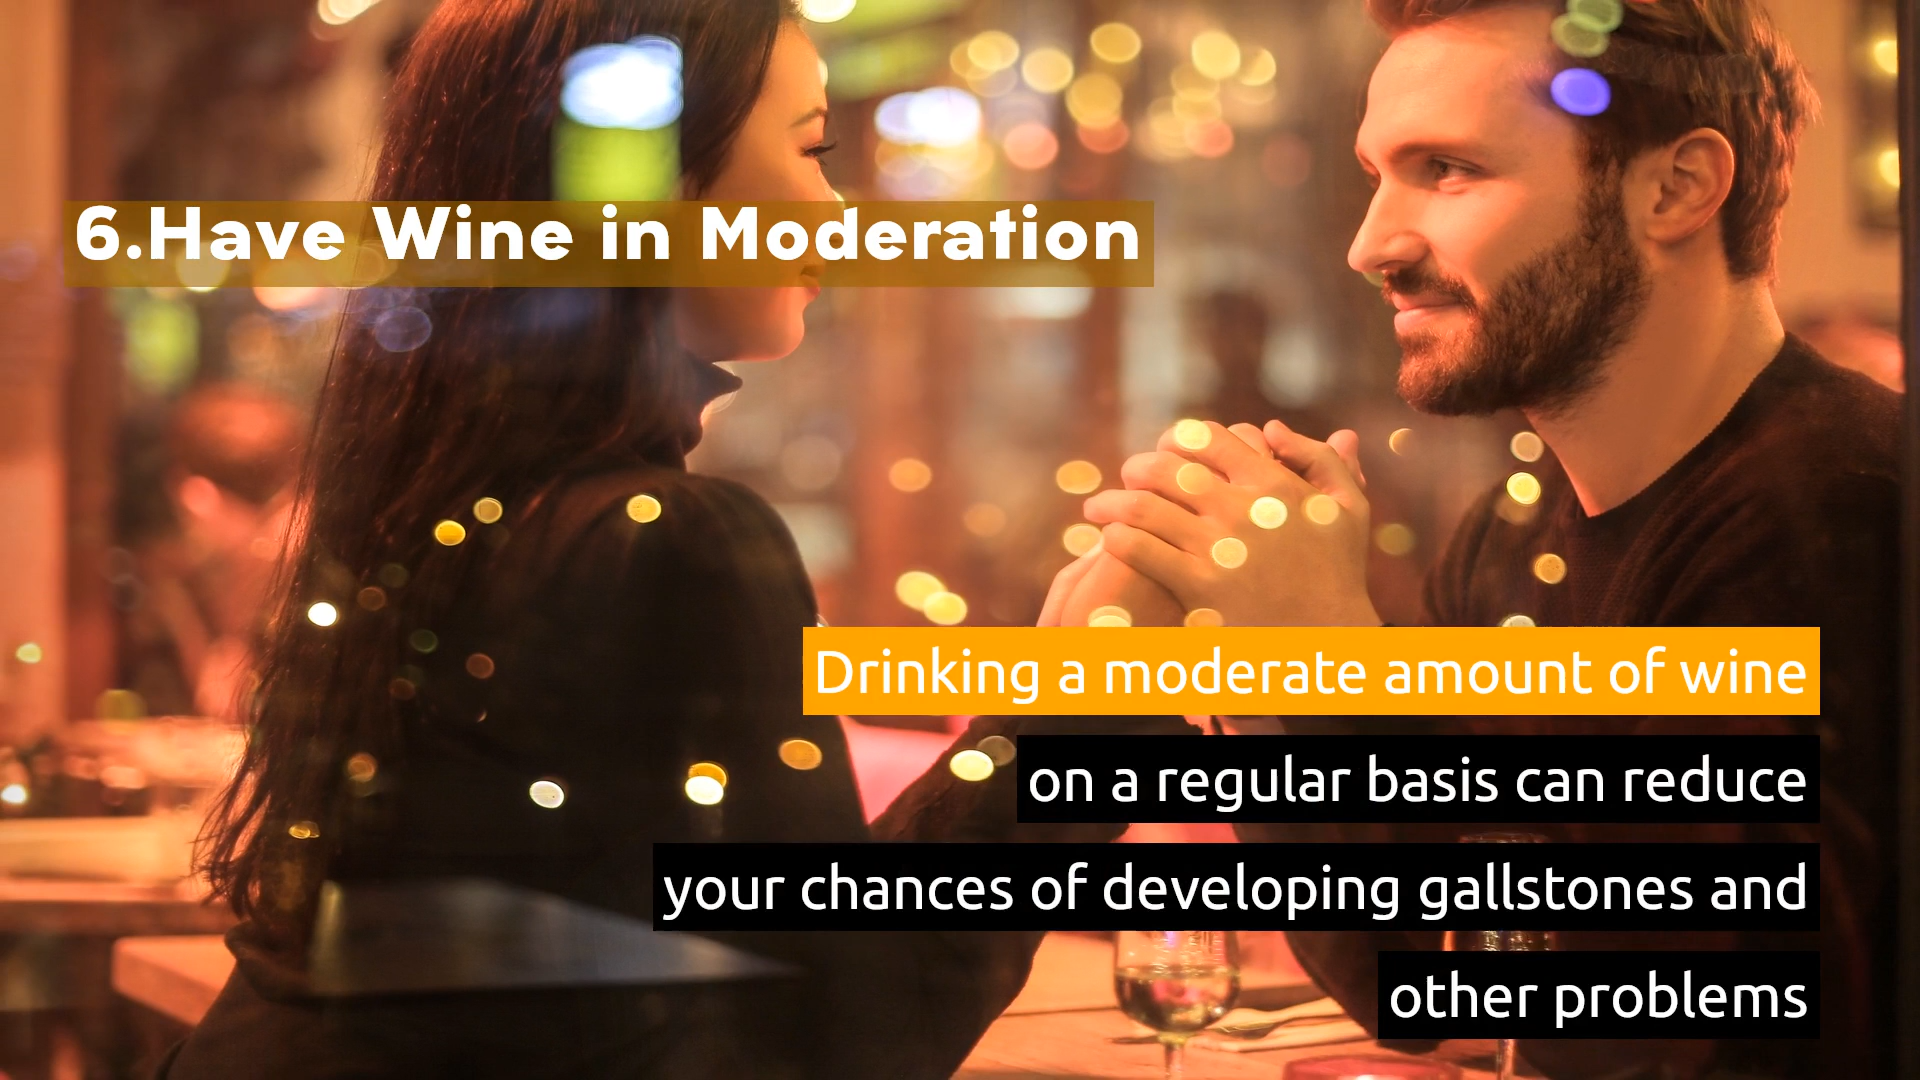 6.Have Wine in Moderation
Drinking a moderate amount of wine
on a regular basis can reduce
your chances of developing gallstones and
other problems